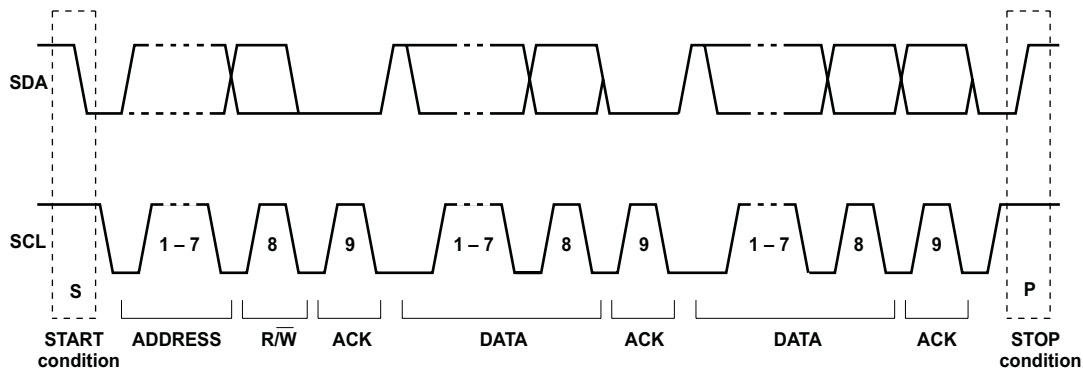 SDA
SCL
1 – 7 8 9 1 – 7 8 9 1 – 7 8 9
S P
START condition ADDRESS R/W̅ ACK DATA ACK DATA ACK STOP condition